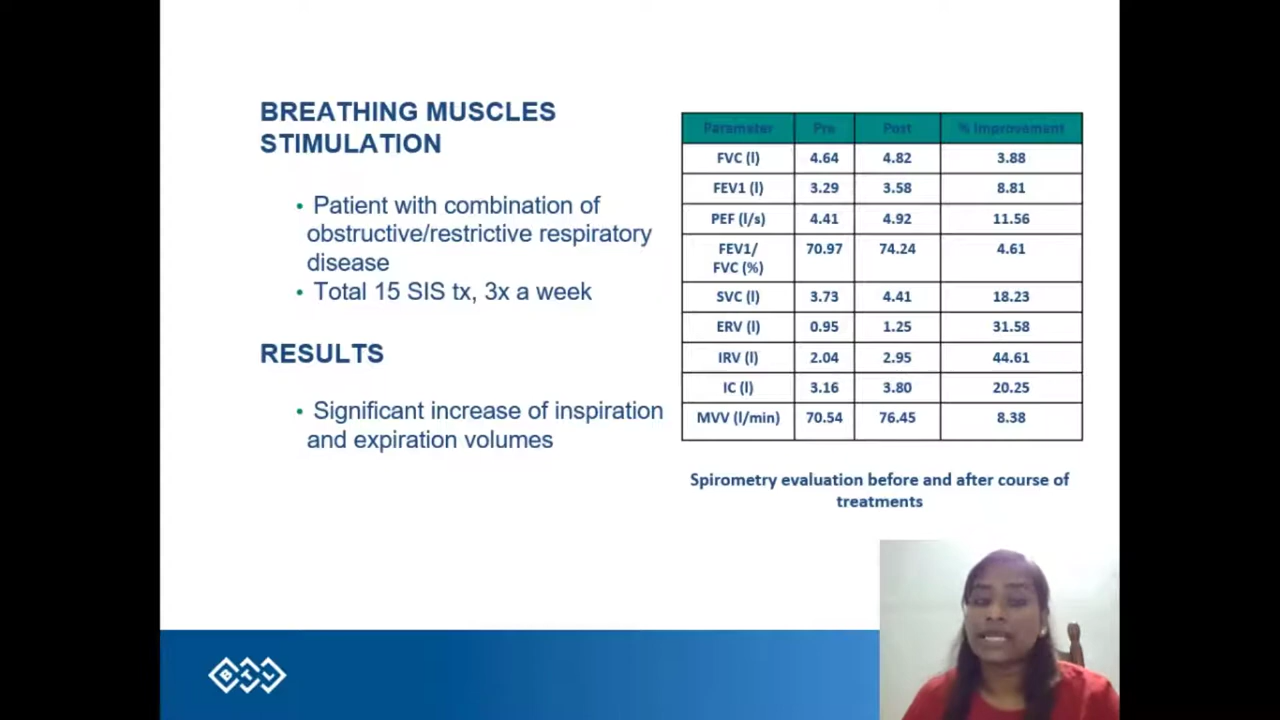 BREATHING MUSCLES
STIMULATION
• Patient with combination of
obstructive/restrictive respiratory
disease
• Total 15 SIS tx, 3x a week
RESULTS
• Significant increase of inspiration
and expiration volumes
Parameter Pre Post % Improvement
FVC (l) 4.64 4.82 3.88
FEV1 (l) 3.29 3.58 8.81
PEF (l/s) 4.41 4.92 11.56
FEV1/ 70.97 74.24 4.61
FVC (%)
SVC (l) 3.73 4.41 18.23
ERV (l) 0.95 1.25 31.58
IRV (l) 2.04 2.95 44.61
IC (l) 3.16 3.80 20.25
MVV (l/min) 70.54 76.45 8.38
Spirometry evaluation before and after course of
treatments
BTL